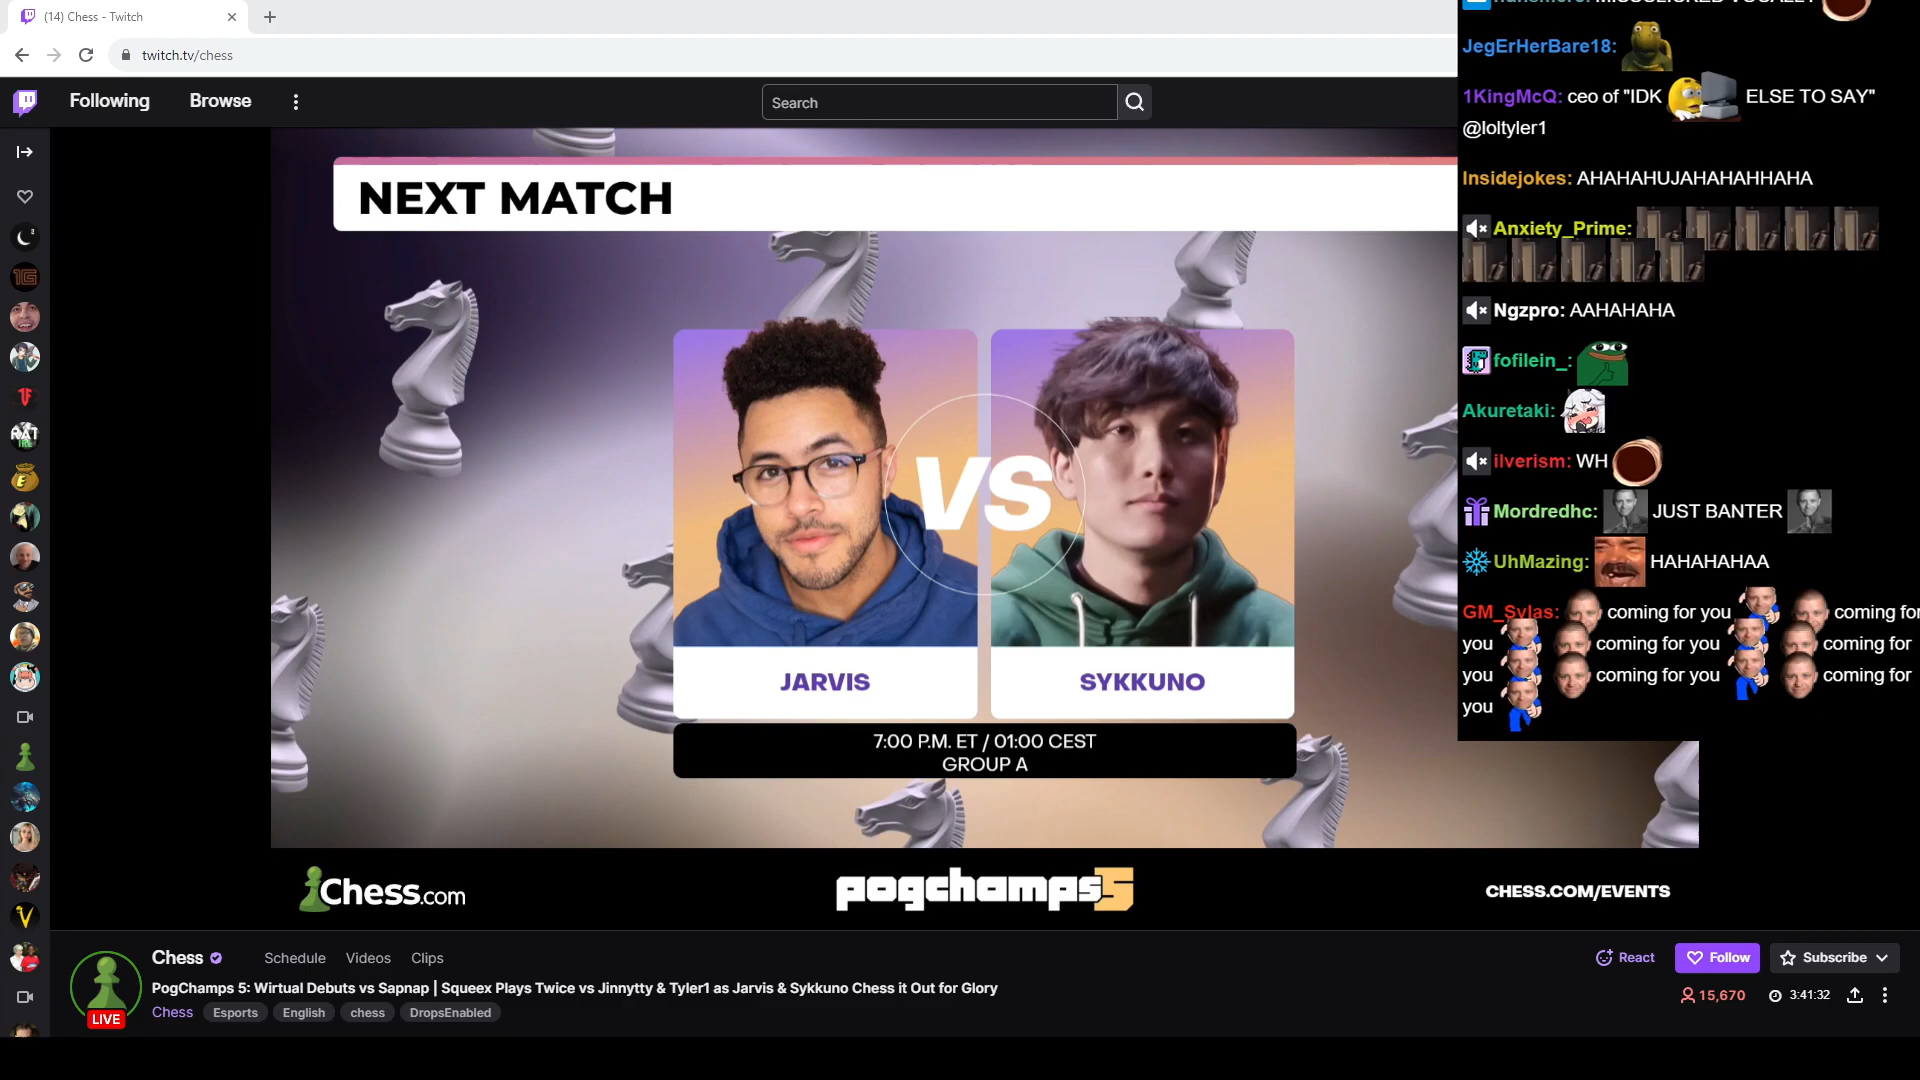 (14) Chess - Twitch
twitch.tv/chess
Following
Browse
Search
NEXT MATCH
VS
JARVIS
SYKKUNO
7:00 P.M. ET / 01:00 CEST
GROUP A
Chess.com
pogchamps5
CHESS.COM/EVENTS
JegErHerBare18:
1KingMcQ: ceo of "IDK ELSE TO SAY"
@loltyler1
Insidejokes: AHAHAHUJAHAHAHHAHA
Anxiety_Prime:
Ngzpro: AAHAHAHA
fofilein_:
Akuretaki:
ilverism: WH
Mordredhc: JUST BANTER
UhMazing: HAHAHAHAA
GM_Sylas: coming for you coming for
you coming for you coming for
you coming for you coming for
you
Chess
Schedule
Videos
Clips
React
Follow
Subscribe
PogChamps 5: Wirtual Debuts vs Sapnap | Squeex Plays Twice vs Jinnytty & Tyler1 as Jarvis & Sykkuno Chess it Out for Glory
15,670
3:41:32
LIVE
Chess
Esports
English
chess
DropsEnabled